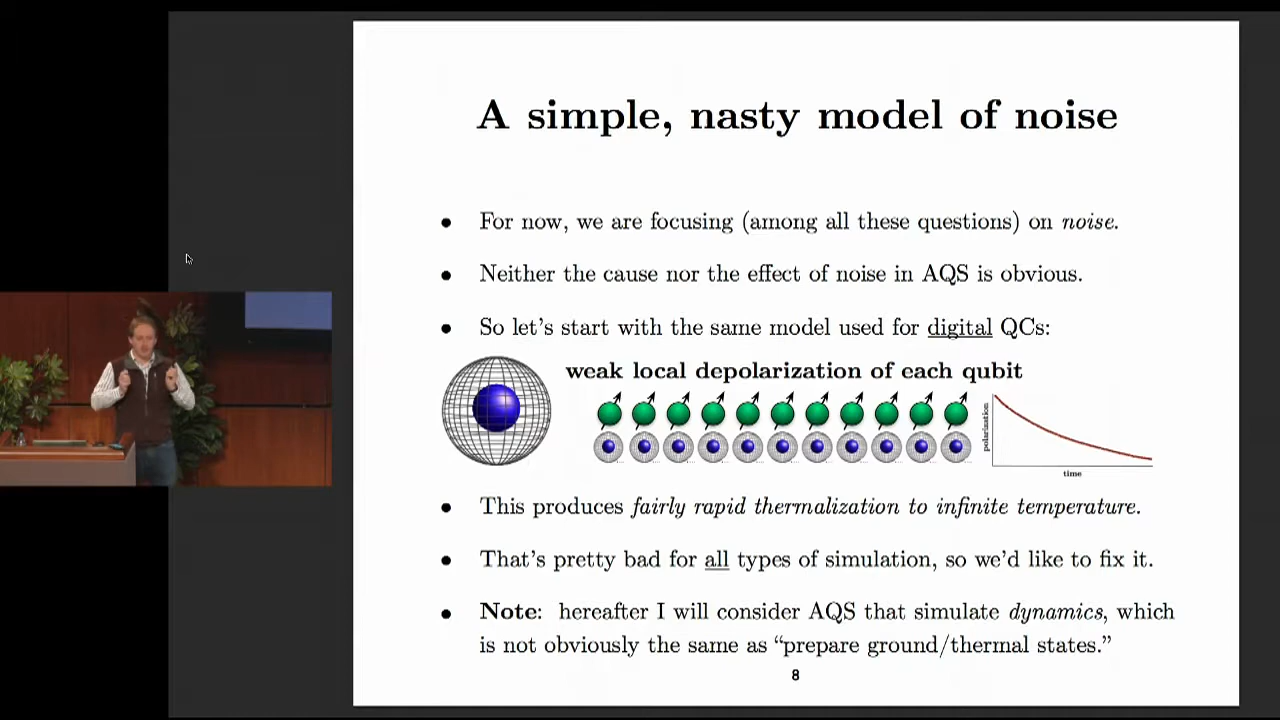 A simple, nasty model of noise
• For now, we are focusing (among all these questions) on noise.
• Neither the cause nor the effect of noise in AQS is obvious.
• So let's start with the same model used for digital QCs:
weak local depolarization of each qubit
polarization
time
• This produces fairly rapid thermalization to infinite temperature.
• That's pretty bad for all types of simulation, so we'd like to fix it.
• Note: hereafter I will consider AQS that simulate dynamics, which
is not obviously the same as “prepare ground/thermal states.”
8